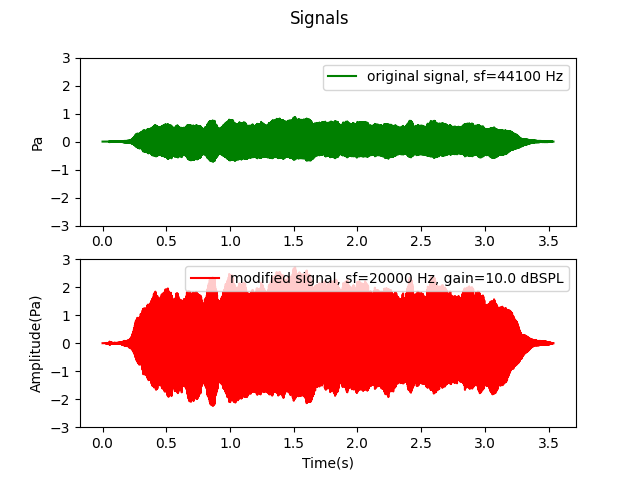 Signals
3
2
1
0
−1
−2
−3
Pa
original signal, sf=44100 Hz
0.0 0.5 1.0 1.5 2.0 2.5 3.0 3.5
3
2
1
0
−1
−2
−3
Amplitude(Pa)
modified signal, sf=20000 Hz, gain=10.0 dBSPL
0.0 0.5 1.0 1.5 2.0 2.5 3.0 3.5
Time(s)